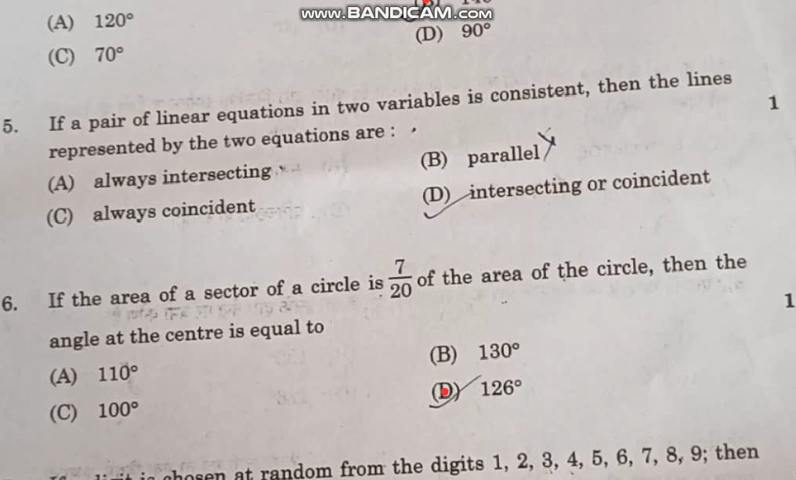 www.BANDICAM.com
(A) 120°
(C) 70°
(D) 90°
5. If a pair of linear equations in two variables is consistent, then the lines
represented by the two equations are :
1
(A) always intersecting
(B) parallel
(C) always coincident
(D) intersecting or coincident
6. If the area of a sector of a circle is 7/20 of the area of the circle, then the
angle at the centre is equal to
1
(A) 110°
(B) 130°
(C) 100°
(D) 126°
chosen at random from the digits 1, 2, 3, 4, 5, 6, 7, 8, 9; then